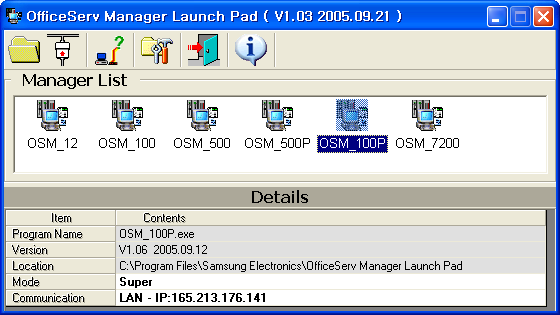 OfficeServ Manager Launch Pad ( V1.03 2005.09.21 )
Manager List
OSM_12 OSM_100 OSM_500 OSM_500P OSM_100P OSM_7200
Details
Item Contents
Program Name OSM_100P.exe
Version V1.06 2005.09.12
Location C:\Program Files\Samsung Electronics\OfficeServ Manager Launch Pad
Mode Super
Communication LAN - IP:165.213.176.141